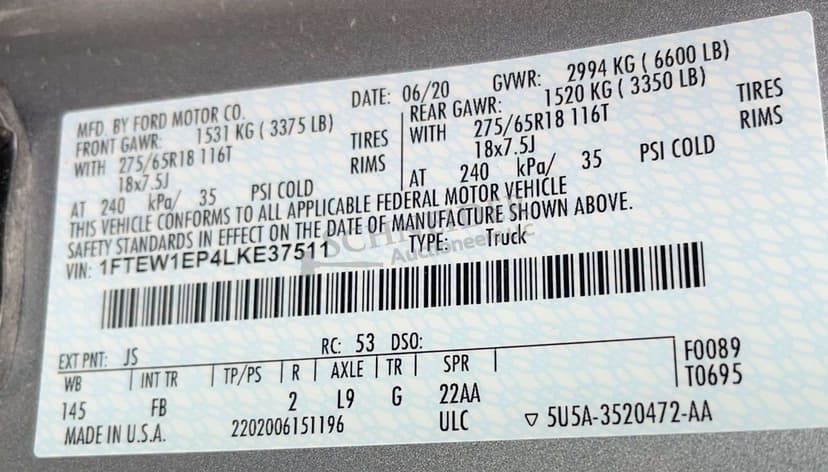 MFD. BY FORD MOTOR CO. DATE: 06/20 GVWR: 2994 KG ( 6600 LB)
FRONT GAWR: 1531 KG ( 3375 LB) REAR GAWR: 1520 KG ( 3350 LB)
WITH 275/65R18 116T TIRES WITH 275/65R18 116T TIRES
18x7.5J RIMS 18x7.5J RIMS
AT 240 kPa/ 35 PSI COLD AT 240 kPa/ 35 PSI COLD
THIS VEHICLE CONFORMS TO ALL APPLICABLE FEDERAL MOTOR VEHICLE
SAFETY STANDARDS IN EFFECT ON THE DATE OF MANUFACTURE SHOWN ABOVE.
VIN: 1FTEW1EP4LKE37511 TYPE: Truck
Auctioneers LLC
EXT PNT: JS RC: 53 DSO:
WB INT TR TP/PS R AXLE TR SPR F0089
145 FB 2 L9 G 22AA T0695
MADE IN U.S.A. 2202006151196 ULC ▽ 5U5A-3520472-AA